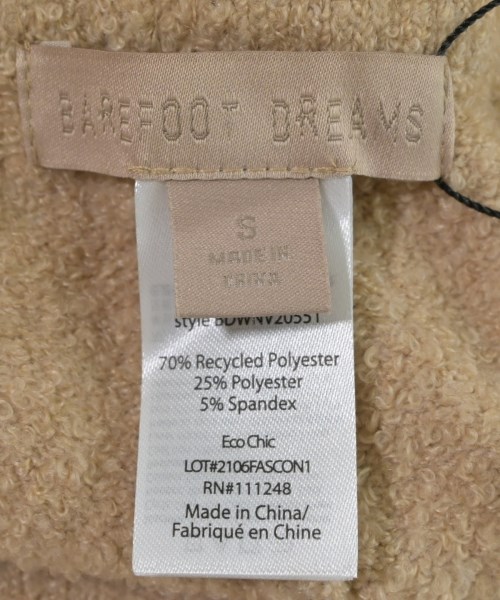 BAREFOOT DREAMS
S
MADE IN
CHINA
style BDWNV20551
70% Recycled Polyester
25% Polyester
5% Spandex
Eco Chic
LOT#2106FASCON1
RN#111248
Made in China/
Fabriqué en Chine